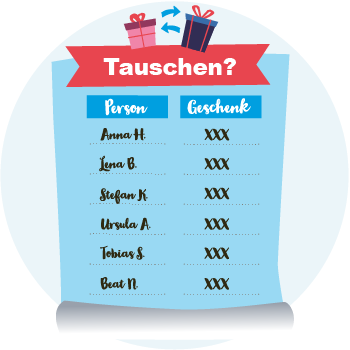 Tauschen?
Person Geschenk
Anna H. XXX
Lena B. XXX
Stefan K. XXX
Ursula A. XXX
Tobias S. XXX
Beat N. XXX